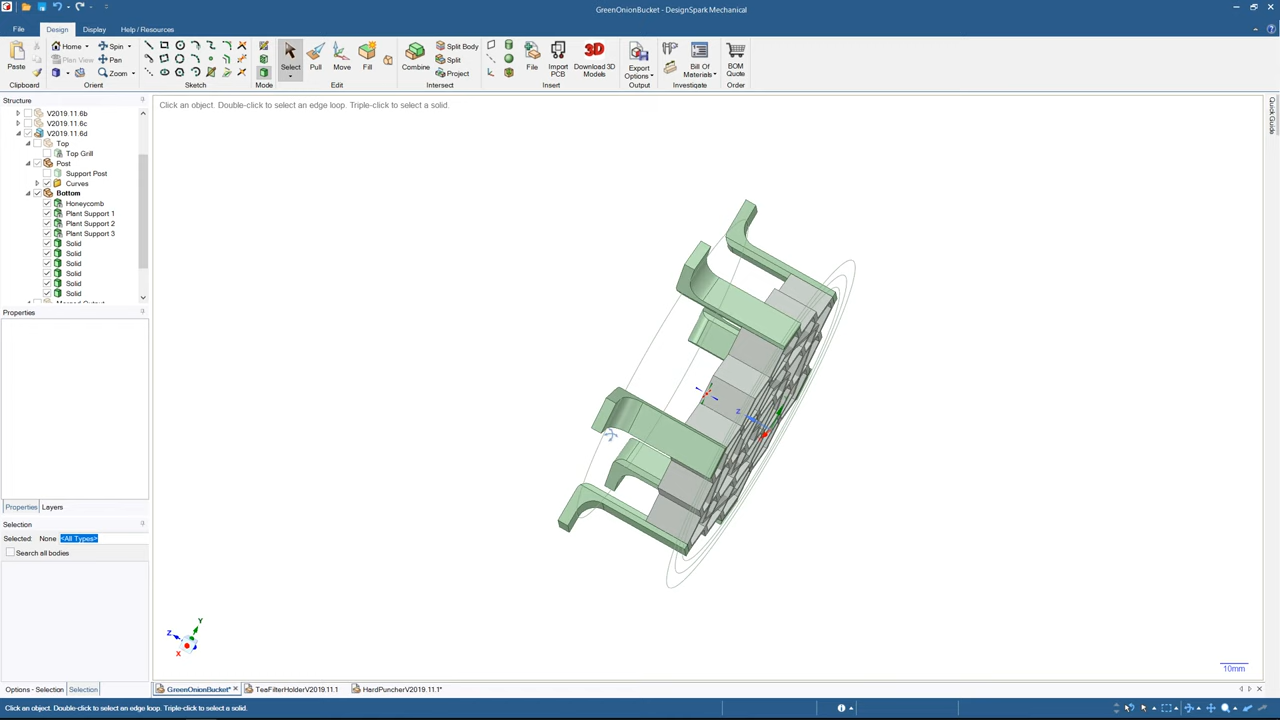 GreenOnionBucket - DesignSpark Mechanical
File Design Display Help / Resources
Paste
Home
Plan View
Spin
Pan
Zoom
Select
Pull
Move
Fill
Combine
Split Body
Split
Project
File
Import PCB
Download 3D Models
Export Options
Bill Of Materials
BOM Quote
Clipboard Orient Sketch Mode Edit Intersect Insert Output Investigate Order
Structure
Click an object. Double-click to select an edge loop. Triple-click to select a solid.
Quick Guide
V2019.11.6b
V2019.11.6c
V2019.11.6d
Top
Top Grill
Post
Support Post
Curves
Bottom
Honeycomb
Plant Support 1
Plant Support 2
Plant Support 3
Solid
Solid
Solid
Solid
Solid
Solid
Properties
Z
Properties Layers
Selection
Selected: None <All Types>
Search all bodies
Y
Z
X
10mm
Options - Selection Selection
GreenOnionBucket* TeaFilterHolderV2019.11.1 HardPuncherV2019.11.1*
Click an object. Double-click to select an edge loop. Triple-click to select a solid.